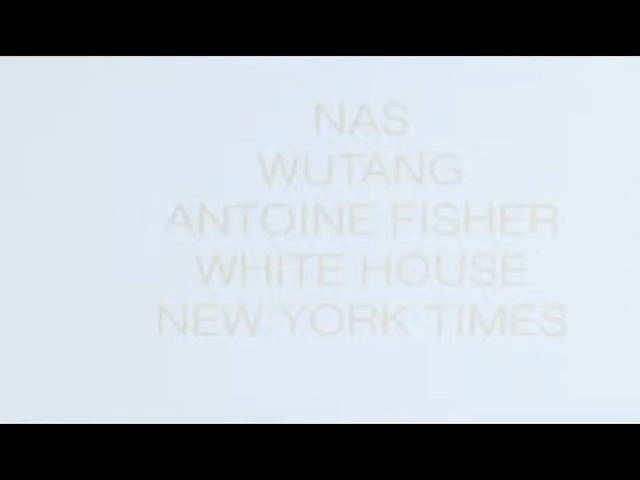 NAS
WUTANG
ANTOINE FISHER
WHITE HOUSE
NEW YORK TIMES